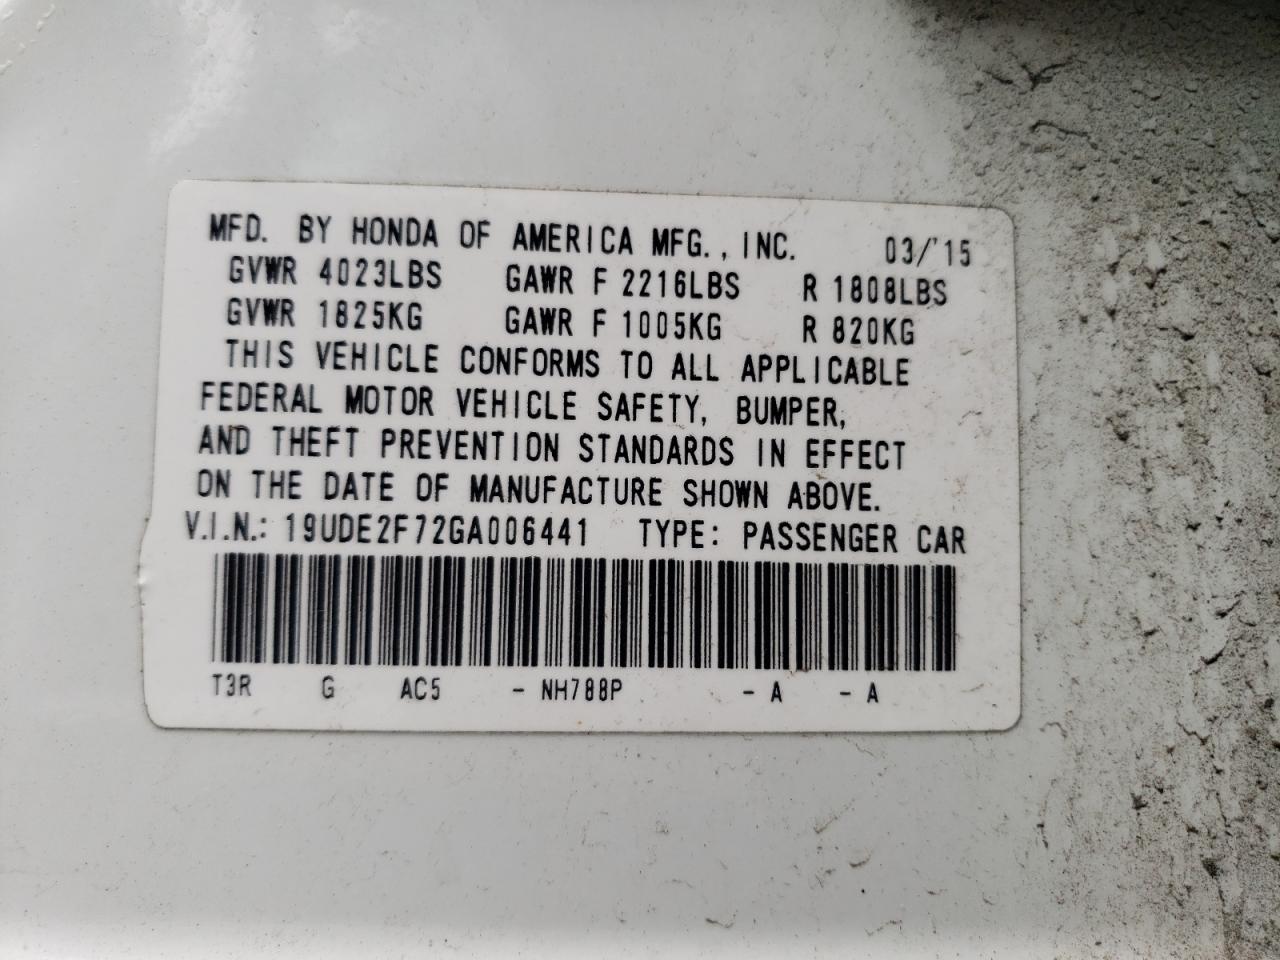 MFD. BY HONDA OF AMERICA MFG., INC. 03/'15
GVWR 4023LBS GAWR F 2216LBS R 1808LBS
GVWR 1825KG GAWR F 1005KG R 820KG
THIS VEHICLE CONFORMS TO ALL APPLICABLE
FEDERAL MOTOR VEHICLE SAFETY, BUMPER,
AND THEFT PREVENTION STANDARDS IN EFFECT
ON THE DATE OF MANUFACTURE SHOWN ABOVE.
V.I.N.: 19UDE2F72GA006441 TYPE: PASSENGER CAR
T3R G AC5 - NH788P - A - A